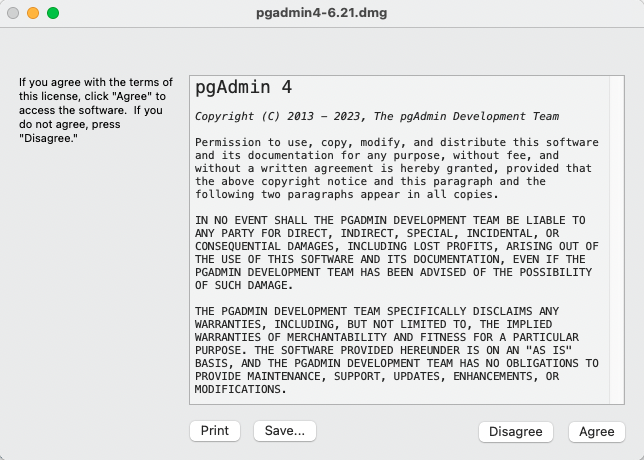 pgadmin4-6.21.dmg
If you agree with the terms of
this license, click "Agree" to
access the software.  If you
do not agree, press
"Disagree."
pgAdmin 4
Copyright (C) 2013 – 2023, The pgAdmin Development Team
Permission to use, copy, modify, and distribute this software
and its documentation for any purpose, without fee, and
without a written agreement is hereby granted, provided that
the above copyright notice and this paragraph and the
following two paragraphs appear in all copies.
IN NO EVENT SHALL THE PGADMIN DEVELOPMENT TEAM BE LIABLE TO
ANY PARTY FOR DIRECT, INDIRECT, SPECIAL, INCIDENTAL, OR
CONSEQUENTIAL DAMAGES, INCLUDING LOST PROFITS, ARISING OUT OF
THE USE OF THIS SOFTWARE AND ITS DOCUMENTATION, EVEN IF THE
PGADMIN DEVELOPMENT TEAM HAS BEEN ADVISED OF THE POSSIBILITY
OF SUCH DAMAGE.
THE PGADMIN DEVELOPMENT TEAM SPECIFICALLY DISCLAIMS ANY
WARRANTIES, INCLUDING, BUT NOT LIMITED TO, THE IMPLIED
WARRANTIES OF MERCHANTABILITY AND FITNESS FOR A PARTICULAR
PURPOSE. THE SOFTWARE PROVIDED HEREUNDER IS ON AN "AS IS"
BASIS, AND THE PGADMIN DEVELOPMENT TEAM HAS NO OBLIGATIONS TO
PROVIDE MAINTENANCE, SUPPORT, UPDATES, ENHANCEMENTS, OR
MODIFICATIONS.
Print
Save...
Disagree
Agree